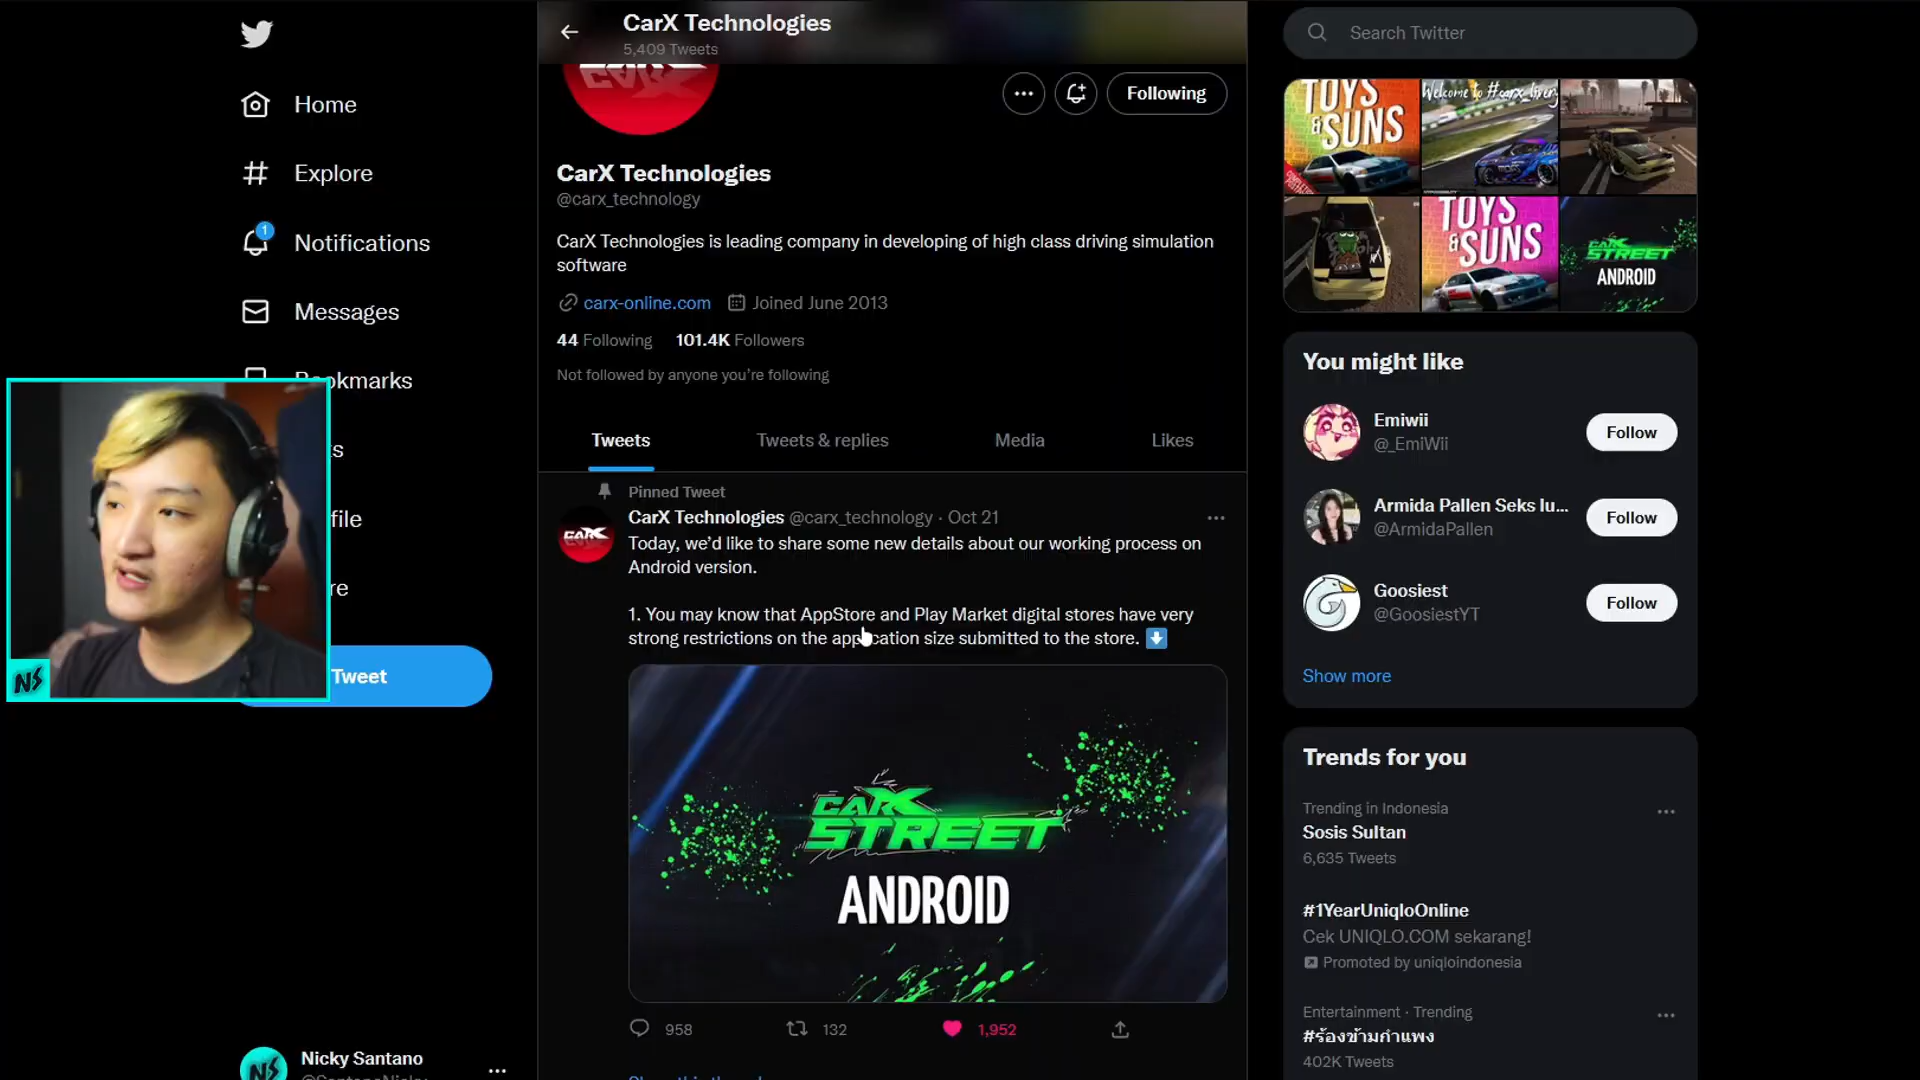 CarX Technologies
5,409 Tweets
Search Twitter
Home
Explore
Notifications
1
Messages
Bookmarks
Tweet
NS
Nicky Santano
Following
CARX
CarX Technologies
@carx_technology
CarX Technologies is leading company in developing of high class driving simulation
software
carx-online.com Joined June 2013
44 Following 101.4K Followers
Not followed by anyone you're following
Tweets Tweets & replies Media Likes
Pinned Tweet
CarX Technologies @carx_technology · Oct 21
CARX
Today, we'd like to share some new details about our working process on
Android version.
1. You may know that AppStore and Play Market digital stores have very
strong restrictions on the application size submitted to the store.
CARX
STREET
ANDROID
958 132 1,952
TOYS
& SUNS
Welcome to #carx_livery
TOYS
& SUNS
CARX
STREET
ANDROID
You might like
Emiwii
@_EmiWii
Follow
Armida Pallen Seks lu...
@ArmidaPallen
Follow
Goosiest
@GoosiestYT
Follow
Show more
Trends for you
Trending in Indonesia
Sosis Sultan
6,635 Tweets
#1YearUniqloOnline
Cek UNIQLO.COM sekarang!
Promoted by uniqloindonesia
Entertainment · Trending
#ร้องข้ามกำแพง
402K Tweets